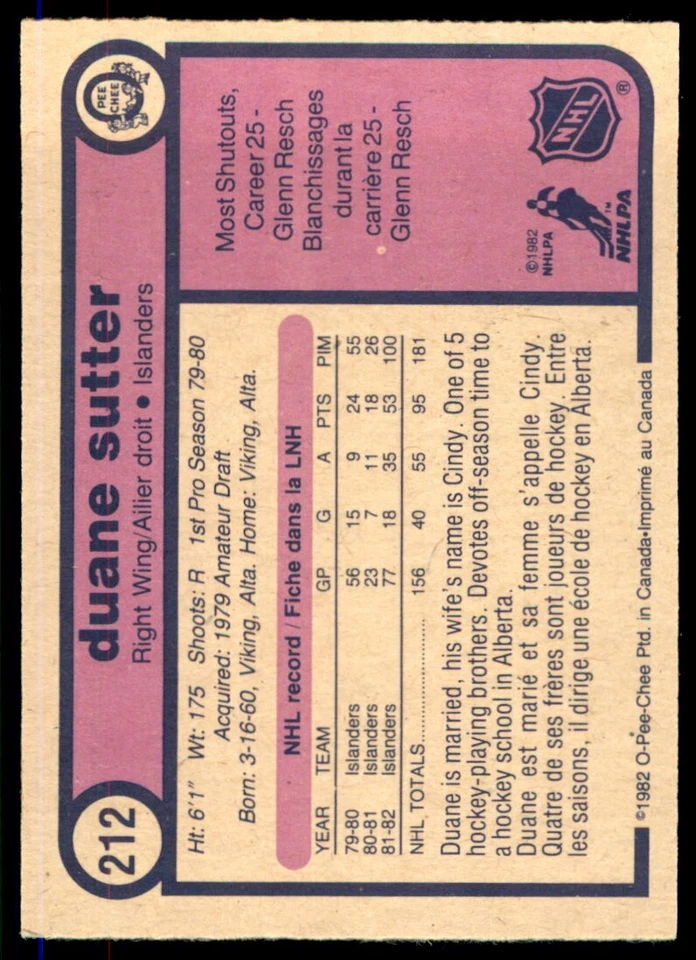 212
duane sutter
Right Wing/Ailier droit • Islanders
O
PEE
CHEE
Ht: 6'1" Wt: 175 Shoots: R 1st Pro Season 79-80
Acquired: 1979 Amateur Draft
Born: 3-16-60, Viking, Alta. Home: Viking, Alta.
NHL record / Fiche dans la LNH
YEAR TEAM GP G A PTS PIM
79-80 Islanders 56 15 9 24 55
80-81 Islanders 23 7 11 18 26
81-82 Islanders 77 18 35 53 100
NHL TOTALS.................... 156 40 55 95 181
Duane is married, his wife's name is Cindy. One of 5
hockey-playing brothers. Devotes off-season time to
a hockey school in Alberta.
Duane est marié et sa femme s'appelle Cindy.
Quatre de ses frères sont joueurs de hockey. Entre
les saisons, il dirige une école de hockey en Alberta.
Most Shutouts,
Career 25 -
Glenn Resch
Blanchissages
durant la
carrière 25 -
Glenn Resch
©1982
NHLPA
NHLPA
TM
NHL
®
©1982 O-Pee-Chee Ptd. in Canada•Imprimé au Canada